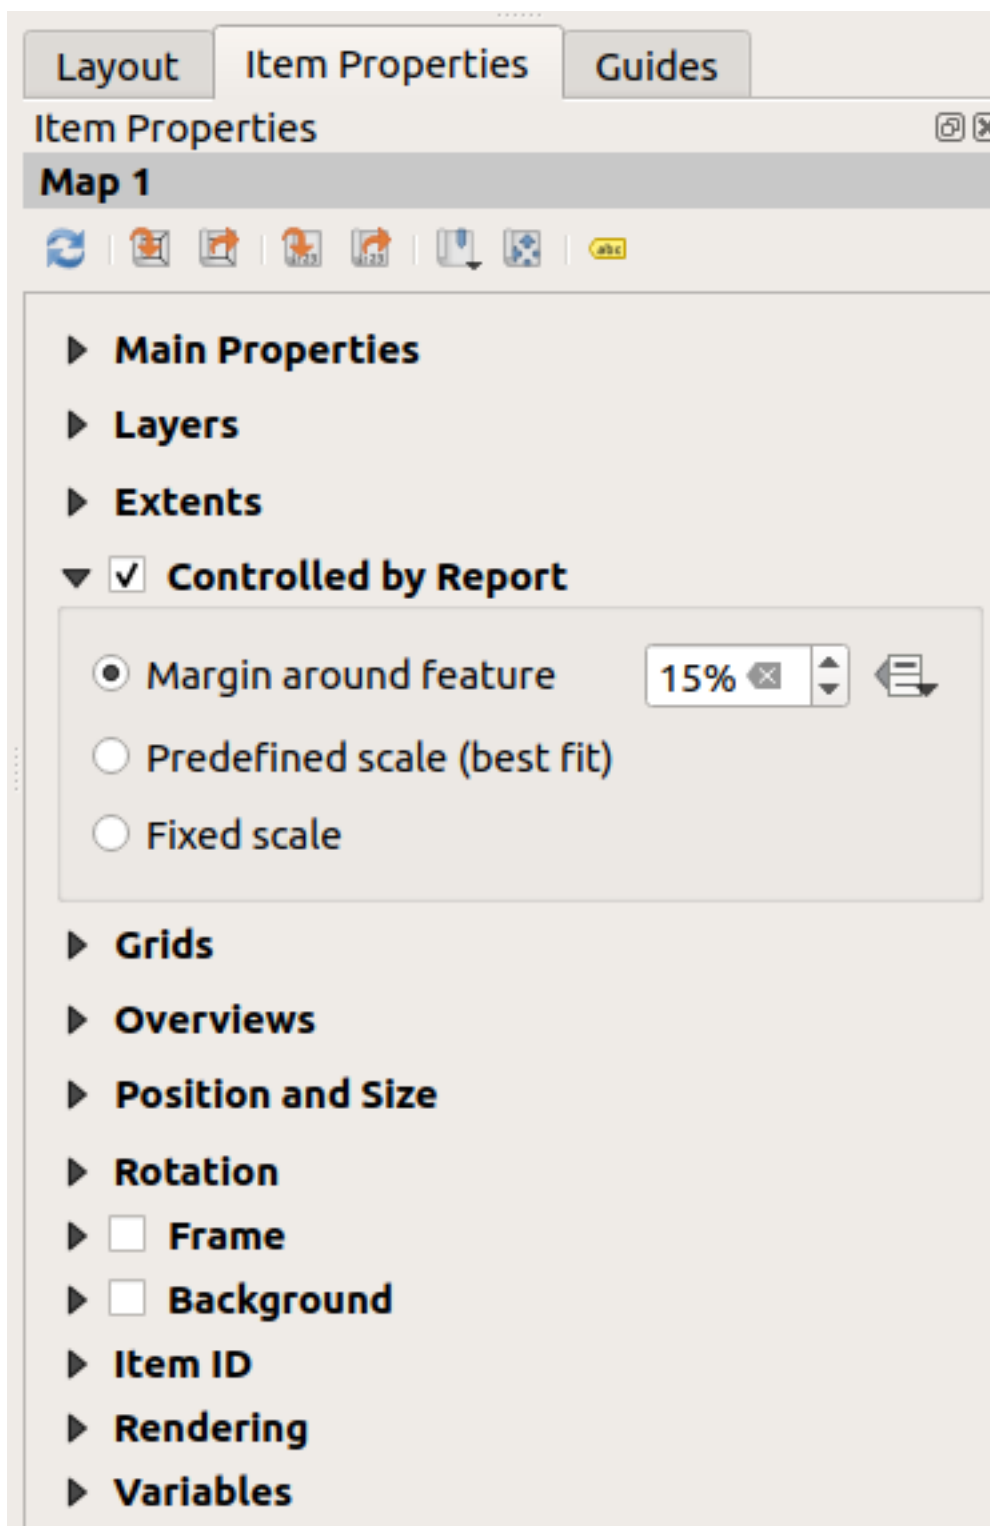 Layout Item Properties Guides
Item Properties
Map 1
abc
Main Properties
Layers
Extents
Controlled by Report
Margin around feature 15%
Predefined scale (best fit)
Fixed scale
Grids
Overviews
Position and Size
Rotation
Frame
Background
Item ID
Rendering
Variables